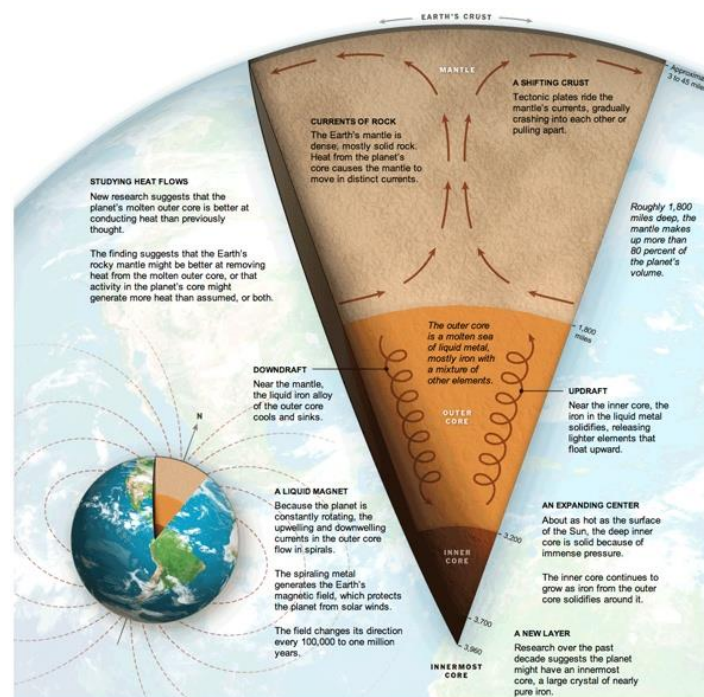 EARTH'S CRUST
MANTLE
3 to 45 miles
A SHIFTING CRUST
Tectonic plates ride the
mantle's currents, gradually
crashing into each other or
pulling apart.
CURRENTS OF ROCK
The Earth's mantle is
dense, mostly solid rock.
Heat from the planet's
core causes the mantle to
move in distinct currents.
STUDYING HEAT FLOWS
New research suggests that the
planet's molten outer core is better at
conducting heat than previously
thought.
The finding suggests that the Earth's
rocky mantle might be better at removing
heat from the molten outer core, or that
activity in the planet's core might
generate more heat than assumed, or both.
Roughly 1,800
miles deep, the
mantle makes
up more than
80 percent of
the planet's
volume.
1,800
miles
The outer core
is a molten sea
of liquid metal,
mostly iron with
a mixture of
other elements.
DOWNDRAFT
Near the mantle,
the liquid iron alloy
of the outer core
cools and sinks.
OUTER
CORE
UPDRAFT
Near the inner core, the
iron in the liquid metal
solidifies, releasing
lighter elements that
float upward.
N
A LIQUID MAGNET
Because the planet is
constantly rotating, the
upwelling and downwelling
currents in the outer core
flow in spirals.
The spiraling metal
generates the Earth's
magnetic field, which protects
the planet from solar winds.
The field changes its direction
every 100,000 to one million
years.
AN EXPANDING CENTER
About as hot as the surface
of the Sun, the deep inner
core is solid because of
immense pressure.
The inner core continues to
grow as iron from the
outer core solidifies around it.
3,200
INNER
CORE
3,700
3,960
INNERMOST
CORE
A NEW LAYER
Research over the past
decade suggests the planet
might have an innermost
core, a large crystal of nearly
pure iron.